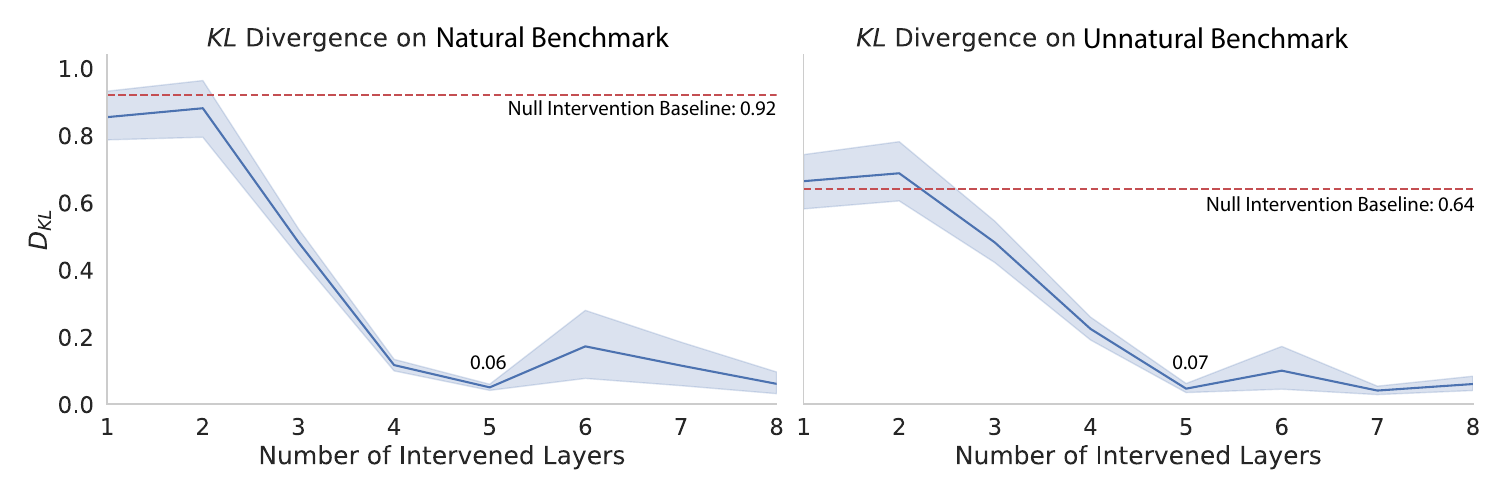 KL Divergence on Natural Benchmark
1.0
0.8
0.6
0.4
0.2
0.0
D_KL
Null Intervention Baseline: 0.92
0.06
1 2 3 4 5 6 7 8
Number of Intervened Layers
KL Divergence on Unnatural Benchmark
Null Intervention Baseline: 0.64
0.07
1 2 3 4 5 6 7 8
Number of Intervened Layers